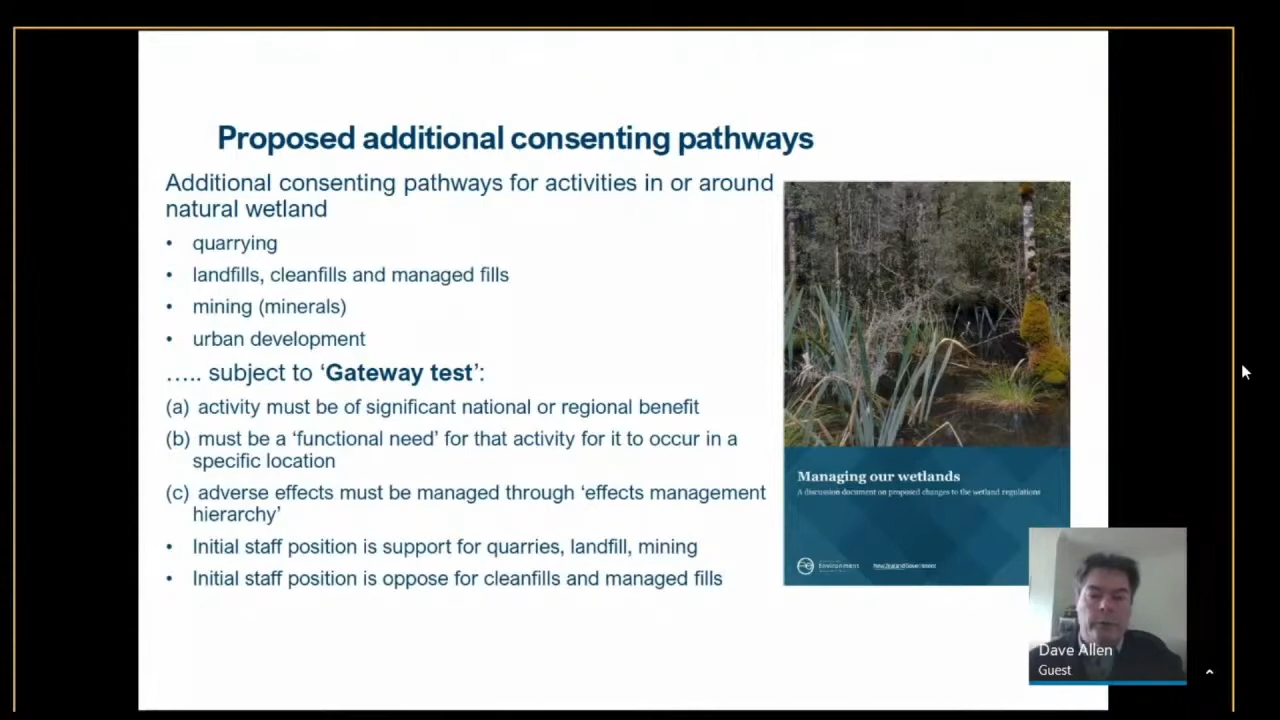 Proposed additional consenting pathways
Additional consenting pathways for activities in or around
natural wetland
• quarrying
• landfills, cleanfills and managed fills
• mining (minerals)
• urban development
….. subject to ‘Gateway test’:
(a) activity must be of significant national or regional benefit
(b) must be a ‘functional need’ for that activity for it to occur in a
specific location
(c) adverse effects must be managed through ‘effects management
hierarchy’
• Initial staff position is support for quarries, landfill, mining
• Initial staff position is oppose for cleanfills and managed fills
Managing our wetlands
A discussion document on proposed changes to the wetland regulations
Environment
New Zealand Government
Dave Allen
Guest